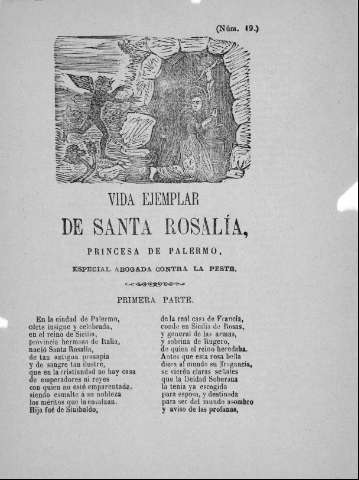 (Núm. 49.)
VIDA EJEMPLAR
DE SANTA ROSALÍA,
PRINCESA DE PALERMO,
ESPECIAL ABOGADA CONTRA LA PESTE.
PRIMERA PARTE.
En la ciudad de Palermo,
corte insigne y celebrada,
en el reino de Sicilia,
provincia hermosa de Italia,
nació Santa Rosalía,
de tan antigua prosapia
y de sangre tan ilustre,
que en la cristiandad no hay casa
de emperadores ni reyes
con quien no esté emparentada,
siendo esmalte á su nobleza
los méritos que la ensalzan.
Hija fué de Sinibaldo,
de la real casa de Francia,
conde en Sicilia de Rosas,
y general de las armas,
y sobrina de Rugero,
de quien el reino heredaba.
Antes que esta rosa bella
diera al mundo su fragancia,
se vieron claras señales
que la Deidad Soberana
la tenia ya escogida
para esposa, y destinada
para ser del mundo asombro
y aviso de las profanas,